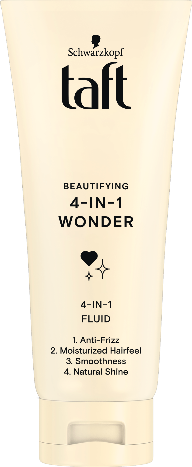 Schwarzkopf
taft
BEAUTIFYING
4-IN-1
WONDER
4-IN-1
FLUID
1. Anti-Frizz
2. Moisturized Hairfeel
3. Smoothness
4. Natural Shine